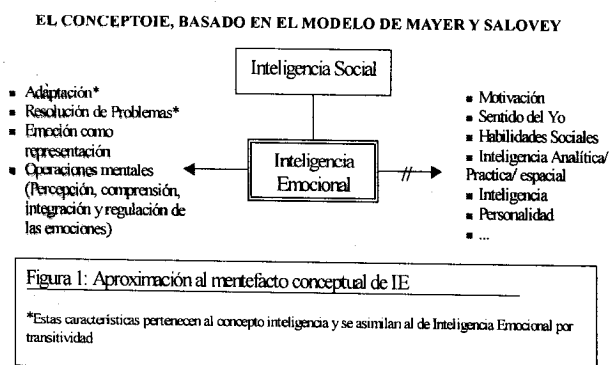 EL CONCEPTOIE, BASADO EN EL MODELO DE MAYER Y SALOVEY
Inteligencia Social
■ Adaptación*
■ Resolución de Problemas*
■ Emoción como
representación
■ Operaciones mentales
(Percepción, comprensión,
integración y regulación de
las emociones)
Inteligencia
Emocional
//
■ Motivación
■ Sentido del Yo
■ Habilidades Sociales
■ Inteligencia Analítica/
Practica/ espacial
■ Inteligencia
■ Personalidad
■ ...
Figura 1: Aproximación al mentefacto conceptual de IE
*Estas características pertenecen al concepto inteligencia y se asimilan al de Inteligencia Emocional por
transitividad